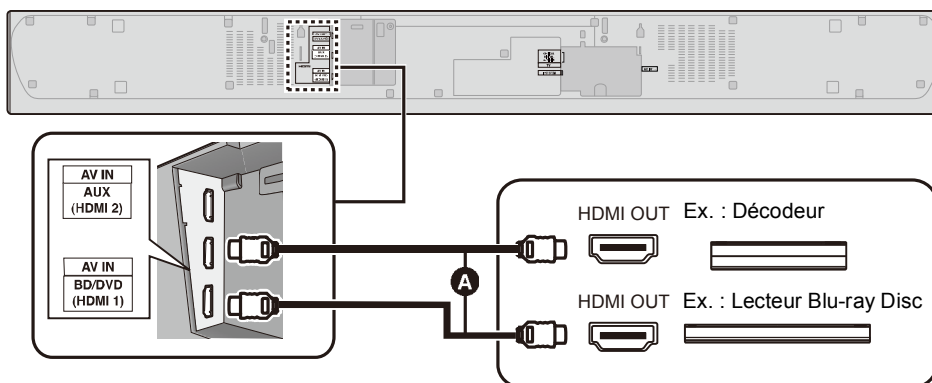 AV IN
AUX
(HDMI 2)
AV IN
BD/DVD
(HDMI 1)
A
HDMI OUT Ex. : Décodeur
HDMI OUT Ex. : Lecteur Blu-ray Disc